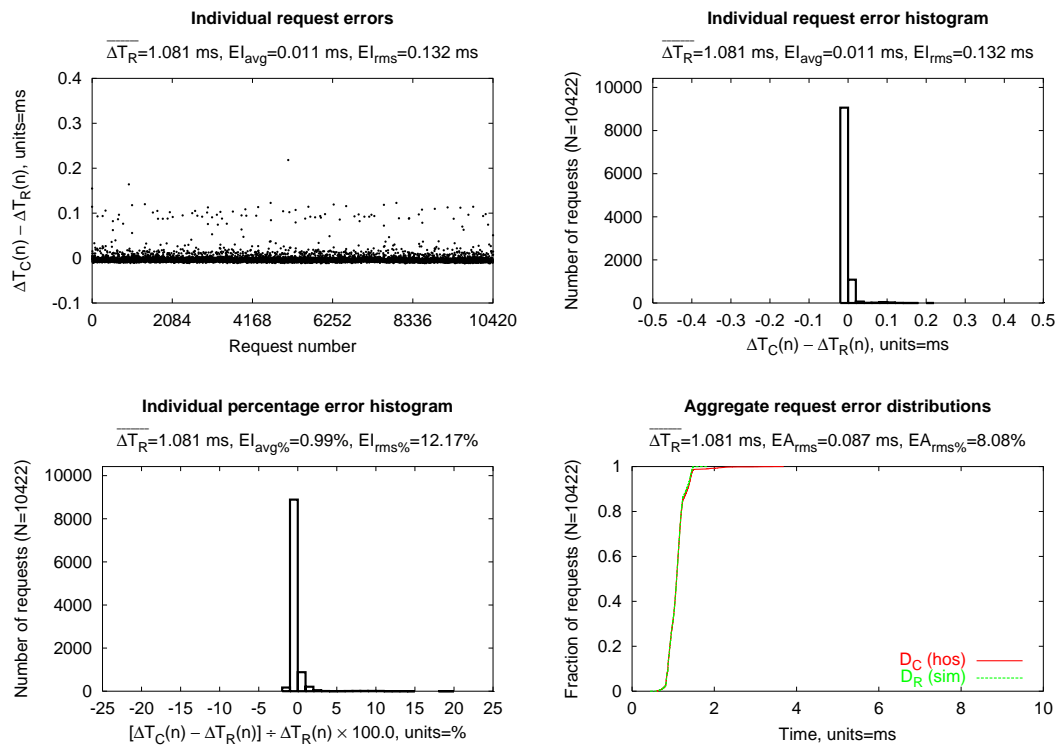 Individual request errors
ΔT_R=1.081 ms, EI_avg=0.011 ms, EI_rms=0.132 ms
ΔT_C(n) − ΔT_R(n), units=ms
0.4
0.3
0.2
0.1
0
-0.1
0 2084 4168 6252 8336 10420
Request number
Individual request error histogram
ΔT_R=1.081 ms, EI_avg=0.011 ms, EI_rms=0.132 ms
Number of requests (N=10422)
10000
8000
6000
4000
2000
0
-0.5 -0.4 -0.3 -0.2 -0.1 0 0.1 0.2 0.3 0.4 0.5
ΔT_C(n) − ΔT_R(n), units=ms
Individual percentage error histogram
ΔT_R=1.081 ms, EI_avg%=0.99%, EI_rms%=12.17%
Number of requests (N=10422)
10000
8000
6000
4000
2000
0
-25 -20 -15 -10 -5 0 5 10 15 20 25
[ΔT_C(n) − ΔT_R(n)] ÷ ΔT_R(n) × 100.0, units=%
Aggregate request error distributions
ΔT_R=1.081 ms, EA_rms=0.087 ms, EA_rms%=8.08%
Fraction of requests (N=10422)
1
0.8
0.6
0.4
0.2
0
D_C (hos)
D_R (sim)
0 2 4 6 8 10
Time, units=ms